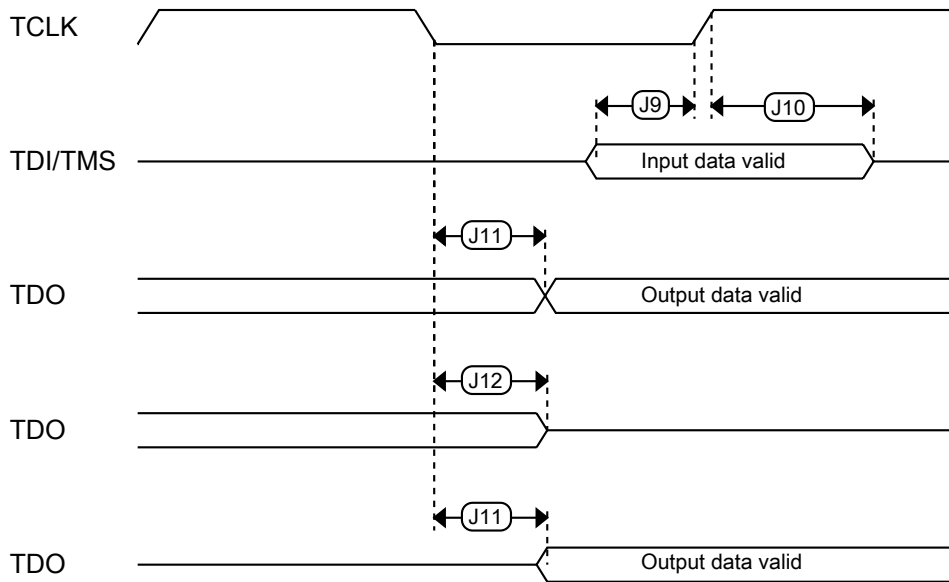 TCLK
J9
J10
TDI/TMS
Input data valid
J11
TDO
Output data valid
J12
TDO
J11
TDO
Output data valid